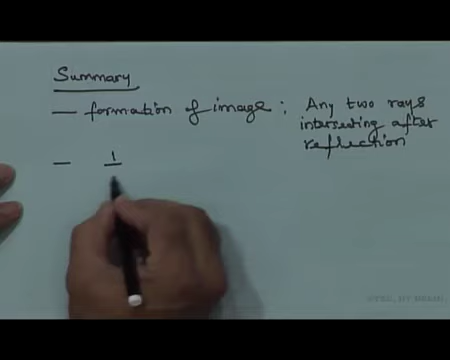 Summary
— formation of image : Any two rays
intersecting after
reflection
— 1